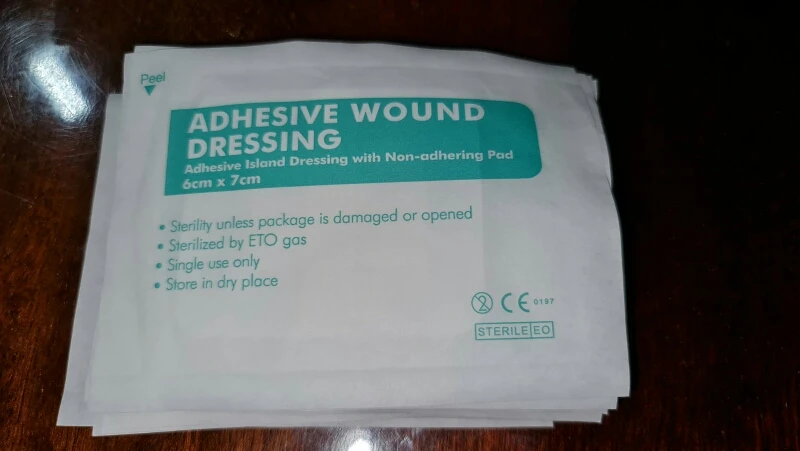 Peel
ADHESIVE WOUND
DRESSING
Adhesive Island Dressing with Non-adhering Pad
6cm x 7cm
• Sterility unless package is damaged or opened
• Sterilized by ETO gas
• Single use only
• Store in dry place
2 CE 0197
STERILE EO